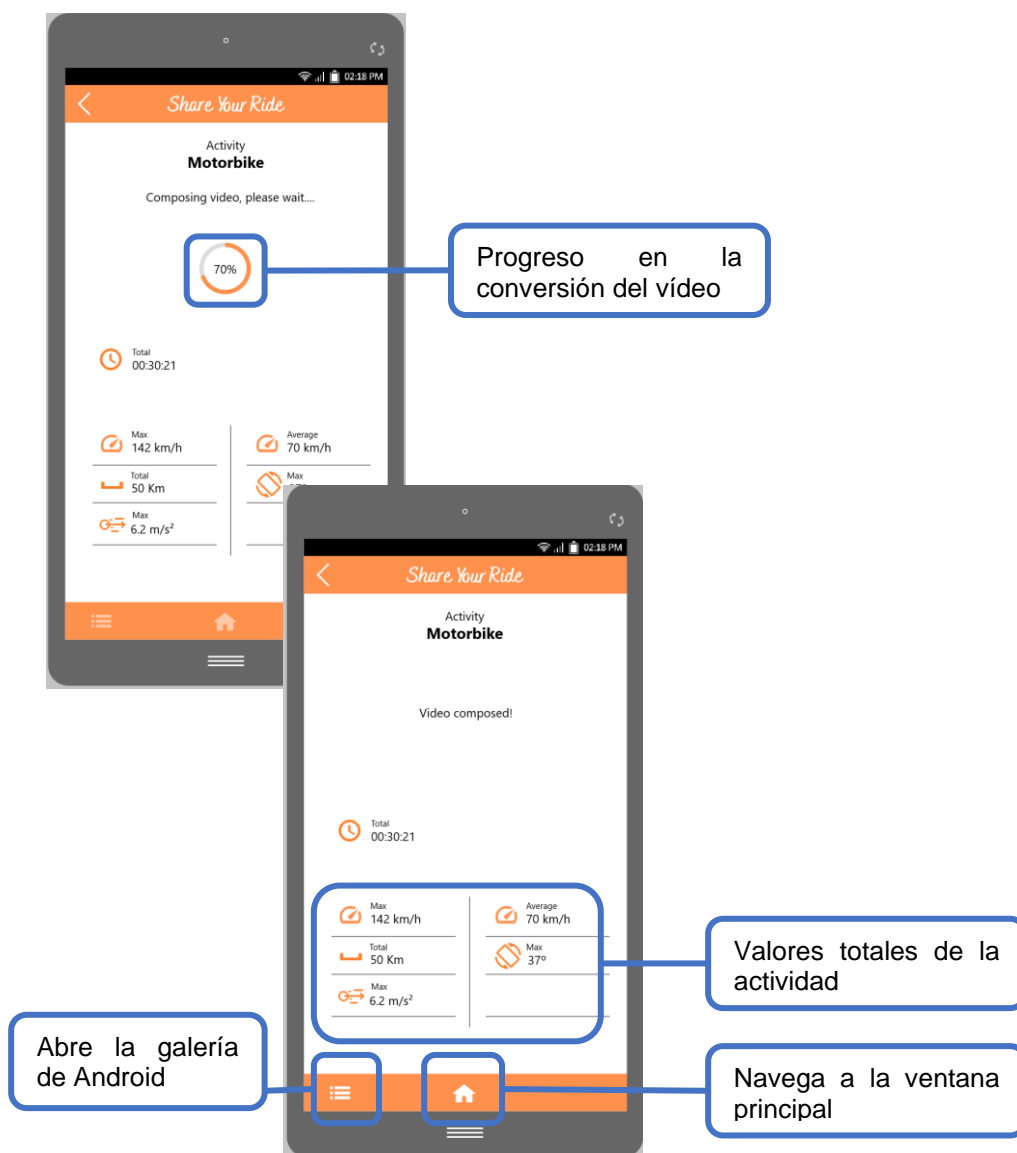 02:18 PM
Share Your Ride
Activity
Motorbike
Composing video, please wait....
70%
Progreso en la
conversión del vídeo
Total
00:30:21
Max
142 km/h
Average
70 km/h
Total
50 Km
Max
Max
6.2 m/s²
02:18 PM
Share Your Ride
Activity
Motorbike
Video composed!
Total
00:30:21
Max
142 km/h
Average
70 km/h
Total
50 Km
Max
37º
Max
6.2 m/s²
Valores totales de la
actividad
Abre la galería
de Android
Navega a la ventana
principal